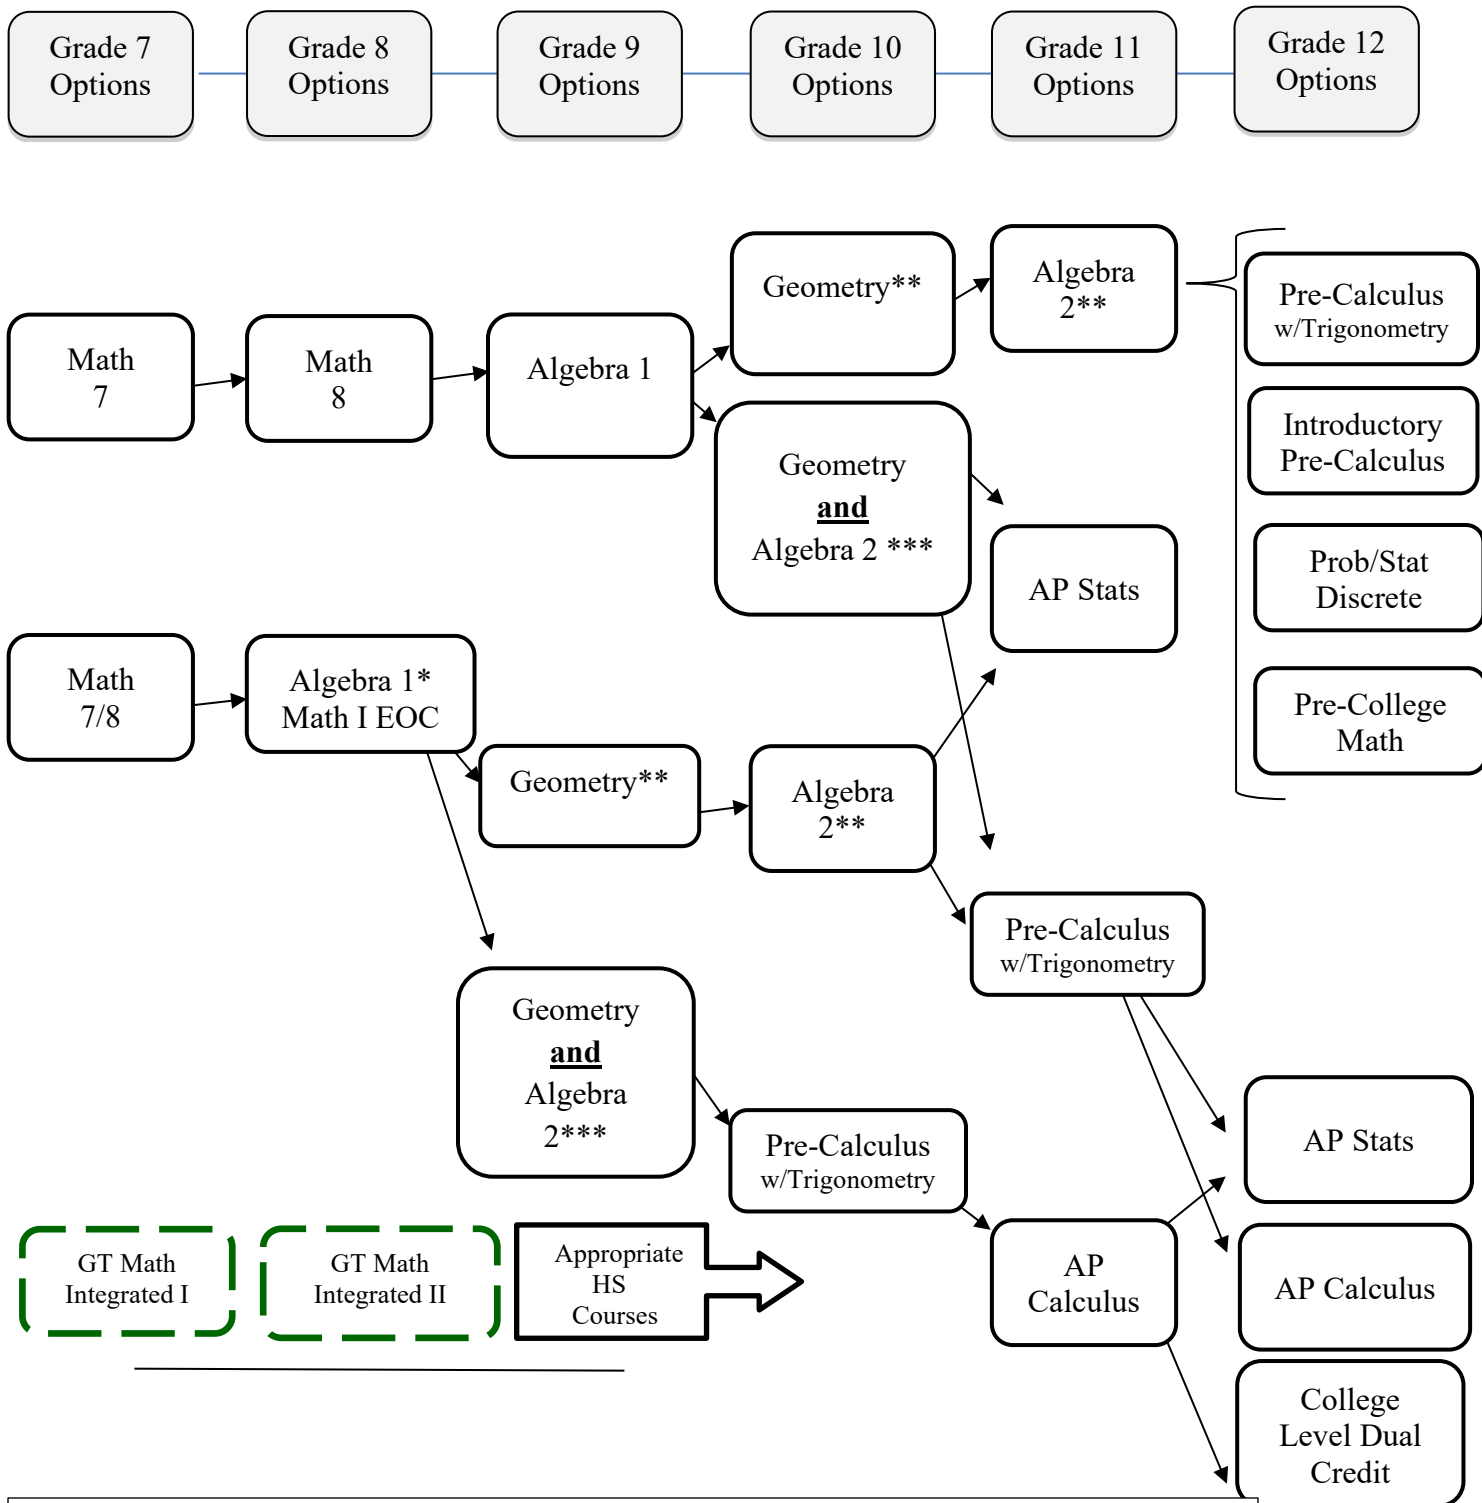 Grade 7
Options
Grade 8
Options
Grade 9
Options
Grade 10
Options
Grade 11
Options
Grade 12
Options
Math
7
Math
8
Algebra 1
Geometry**
Algebra
2**
Pre-Calculus
w/Trigonometry
Introductory
Pre-Calculus
Prob/Stat
Discrete
Pre-College
Math
Geometry
and
Algebra 2 ***
AP Stats
Math
7/8
Algebra 1*
Math I EOC
Geometry**
Algebra
2**
Pre-Calculus
w/Trigonometry
Geometry
and
Algebra
2***
Pre-Calculus
w/Trigonometry
AP
Calculus
AP Stats
AP Calculus
College
Level Dual
Credit
GT Math
Integrated I
GT Math
Integrated II
Appropriate
HS
Courses